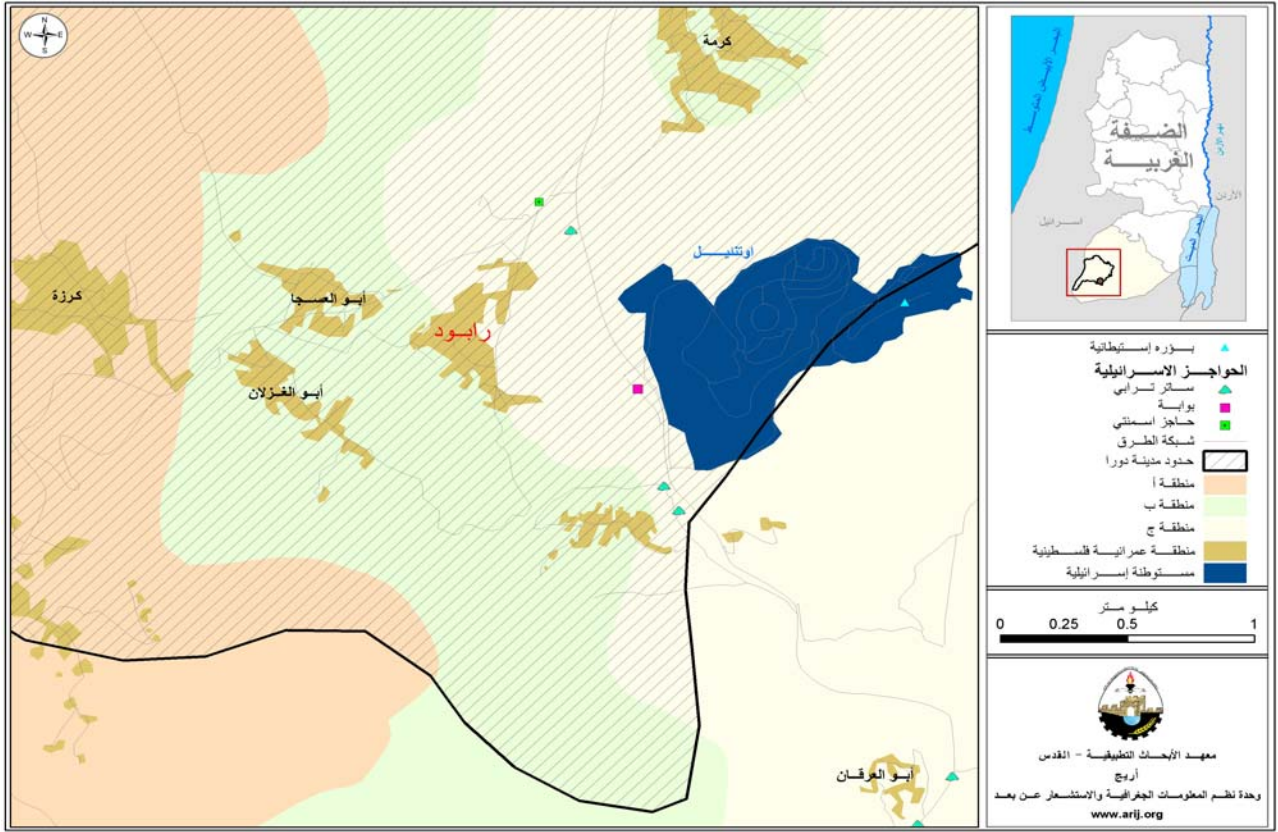 N
W E
S
كرمة
اوتنئيل
كرزة
أبو العسجا
رابود
أبو الغزلان
أبو العرقان
البحر الأبيض المتوسط
الضفة
الغربية
نهر الأردن
الأردن
اسرائيل
البحر الميت
بؤره إستيطانية
الحواجز الاسرائيلية
ساتر ترابي
بوابة
حاجز اسمنتي
شبكة الطرق
حدود مدينة دورا
منطقة أ
منطقة ب
منطقة ج
منطقة عمرانية فلسطينية
مستوطنة إسرائيلية
كيلو متر
0 0.25 0.5 1
معهد الأبحاث التطبيقية - القدس
أريج
وحدة نظم المعلومات الجغرافية والاستشعار عن بعد
www.arij.org